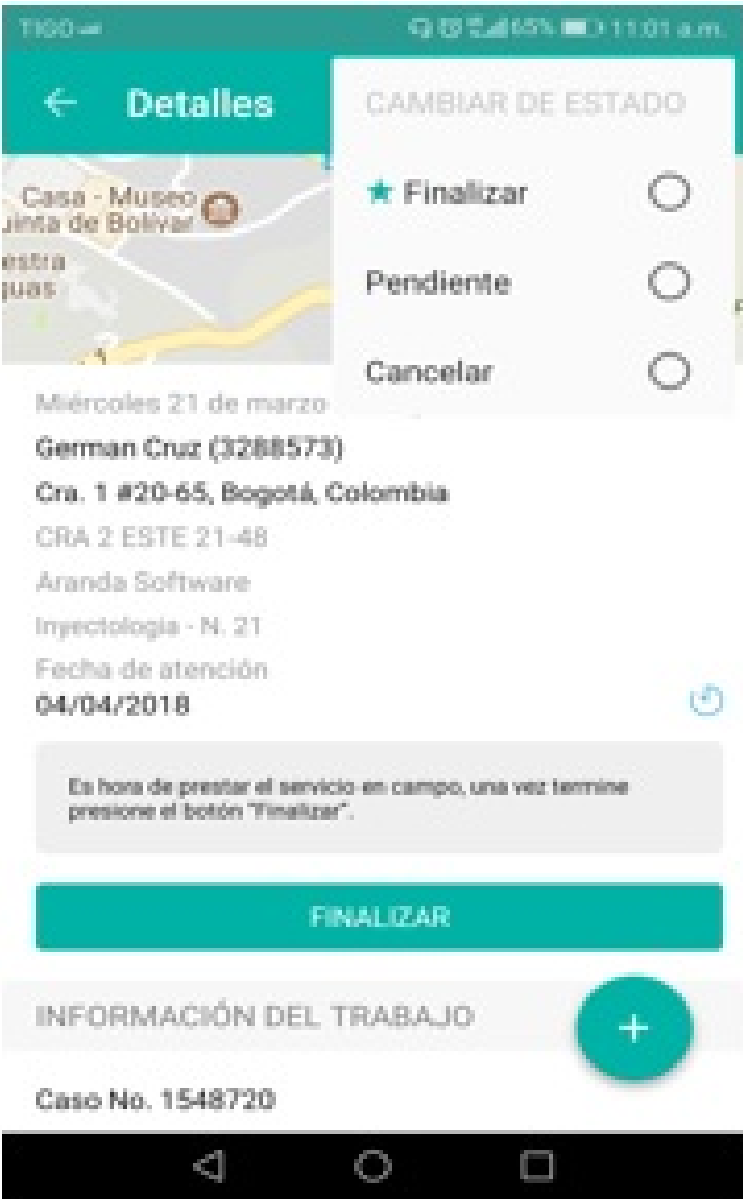 TIGO
65% 11:01 a.m.
Detalles
CAMBIAR DE ESTADO
Finalizar
Pendiente
Cancelar
Casa - Museo
uinta de Bolívar
estra
guas
Miércoles 21 de marzo
German Cruz (3288573)
Cra. 1 #20-65, Bogotá, Colombia
CRA 2 ESTE 21-48
Aranda Software
Inyectologia - N. 21
Fecha de atención
04/04/2018
Es hora de prestar el servicio en campo, una vez termine
presione el botón "Finalizar".
FINALIZAR
INFORMACIÓN DEL TRABAJO
+
Caso No. 1548720